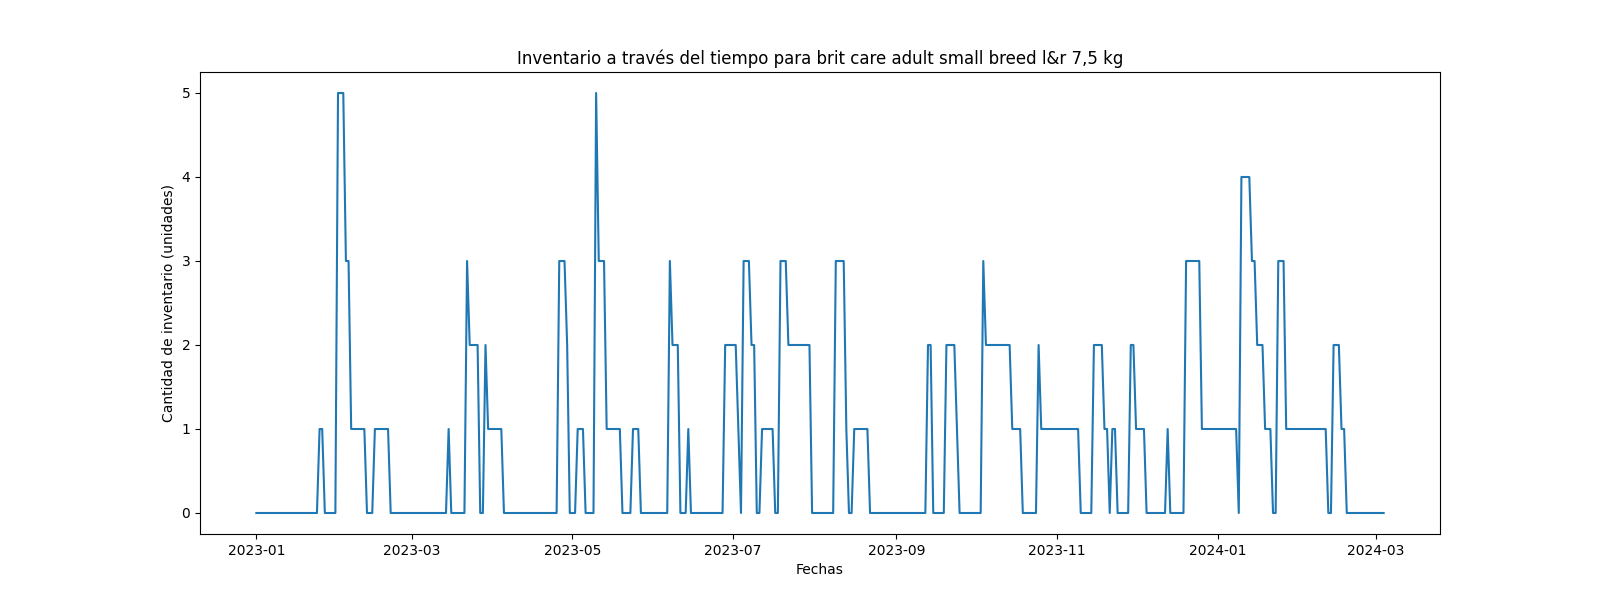 Inventario a través del tiempo para brit care adult small breed l&r 7,5 kg
Cantidad de inventario (unidades)
5
4
3
2
1
0
2023-01 2023-03 2023-05 2023-07 2023-09 2023-11 2024-01 2024-03
Fechas